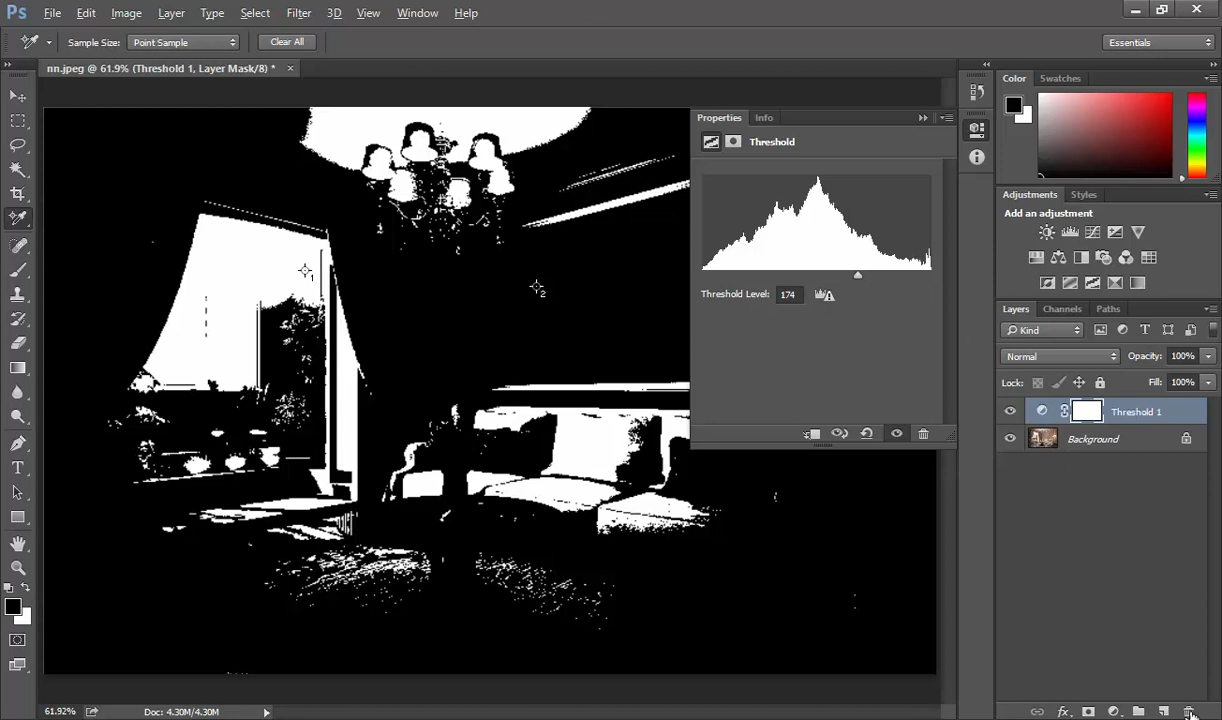 Ps File Edit Image Layer Type Select Filter 3D View Window Help
Sample Size: Point Sample Clear All Essentials
nn.jpeg @ 61.9% (Threshold 1, Layer Mask/8) *
Color Swatches
Properties Info
Threshold
Adjustments Styles
Add an adjustment
1
2
Threshold Level: 174
Layers Channels Paths
Kind
Normal Opacity: 100%
Lock: Fill: 100%
Threshold 1
Background
61.92% Doc: 4.30M/4.30M
fx